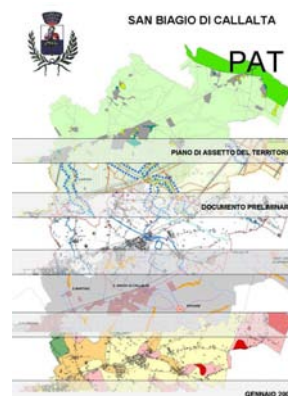 SAN BIAGIO DI CALLALTA
PAT
PIANO DI ASSETTO DEL TERRITORI
DOCUMENTO PRELIMINAR
GENNAIO 200